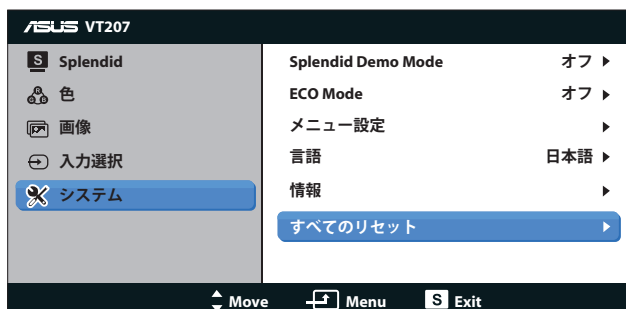 ASUS VT207
S Splendid
色
画像
入力選択
システム
Splendid Demo Mode オフ
ECO Mode オフ
メニュー設定
言語 日本語
情報
すべてのリセット
Move Menu S Exit